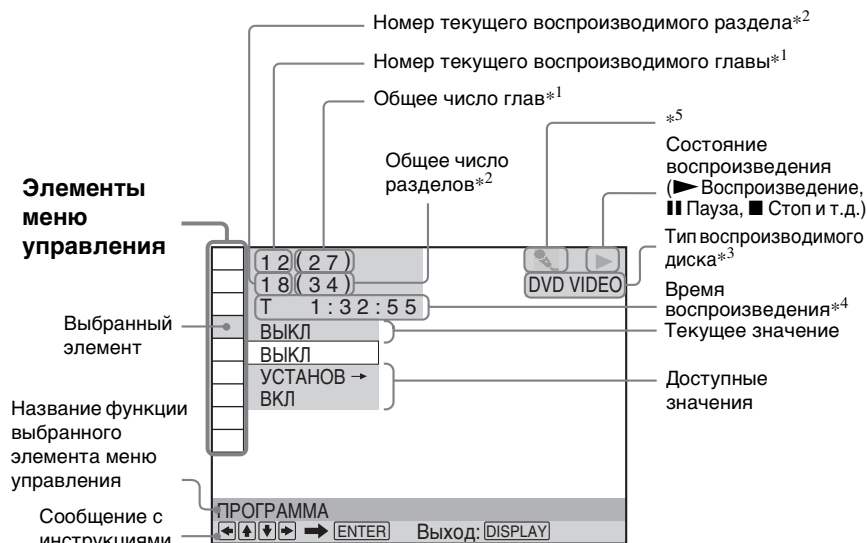 Номер текущего воспроизводимого раздела*2
Номер текущего воспроизводимого главы*1
Общее число глав*1
*5
Состояние
воспроизведения
(▶ Воспроизведение,
⏸ Пауза, ■ Стоп и т.д.)
Общее число
разделов*2
Элементы
меню
управления
Тип воспроизводимого
диска*3
12(27)
18(34)
T 1:32:55
DVD VIDEO
Время
воспроизведения*4
Текущее значение
Выбранный
элемент
ВЫКЛ
ВЫКЛ
УСТАНОВ →
ВКЛ
Доступные
значения
Название функции
выбранного
элемента меню
управления
ПРОГРАММА
Сообщение с
инструкциями
←↑↓→ ➡ ENTER Выход: DISPLAY